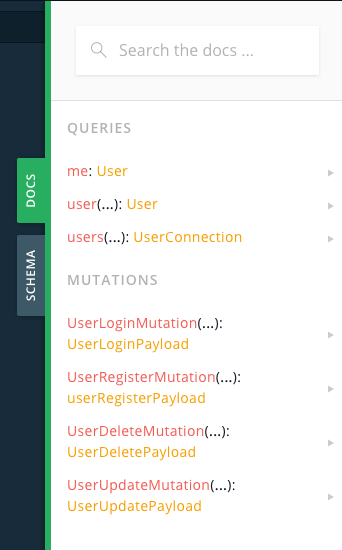 Search the docs ...
QUERIES
me: User
user(...): User
users(...): UserConnection
MUTATIONS
UserLoginMutation(...):
UserLoginPayload
UserRegisterMutation(...):
userRegisterPayload
UserDeleteMutation(...):
UserDeletePayload
UserUpdateMutation(...):
UserUpdatePayload
DOCS
SCHEMA